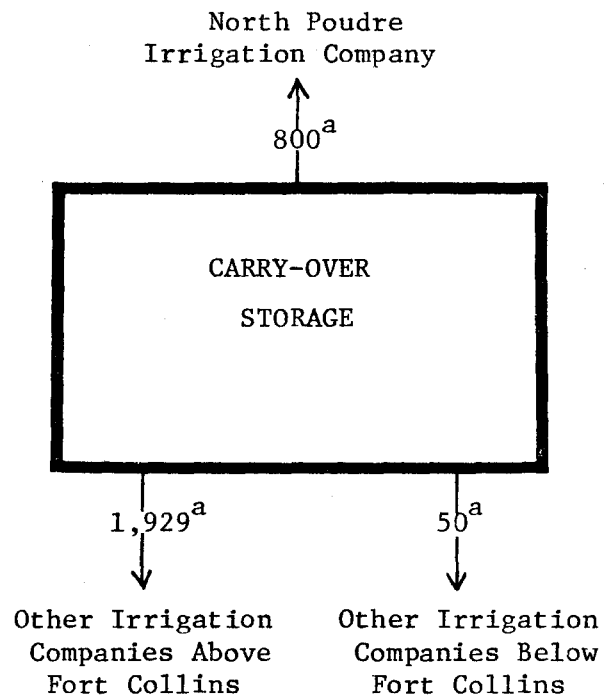 North Poudre
Irrigation Company
800a
CARRY-OVER
STORAGE
1,929a
50a
Other Irrigation
Companies Above
Fort Collins
Other Irrigation
Companies Below
Fort Collins